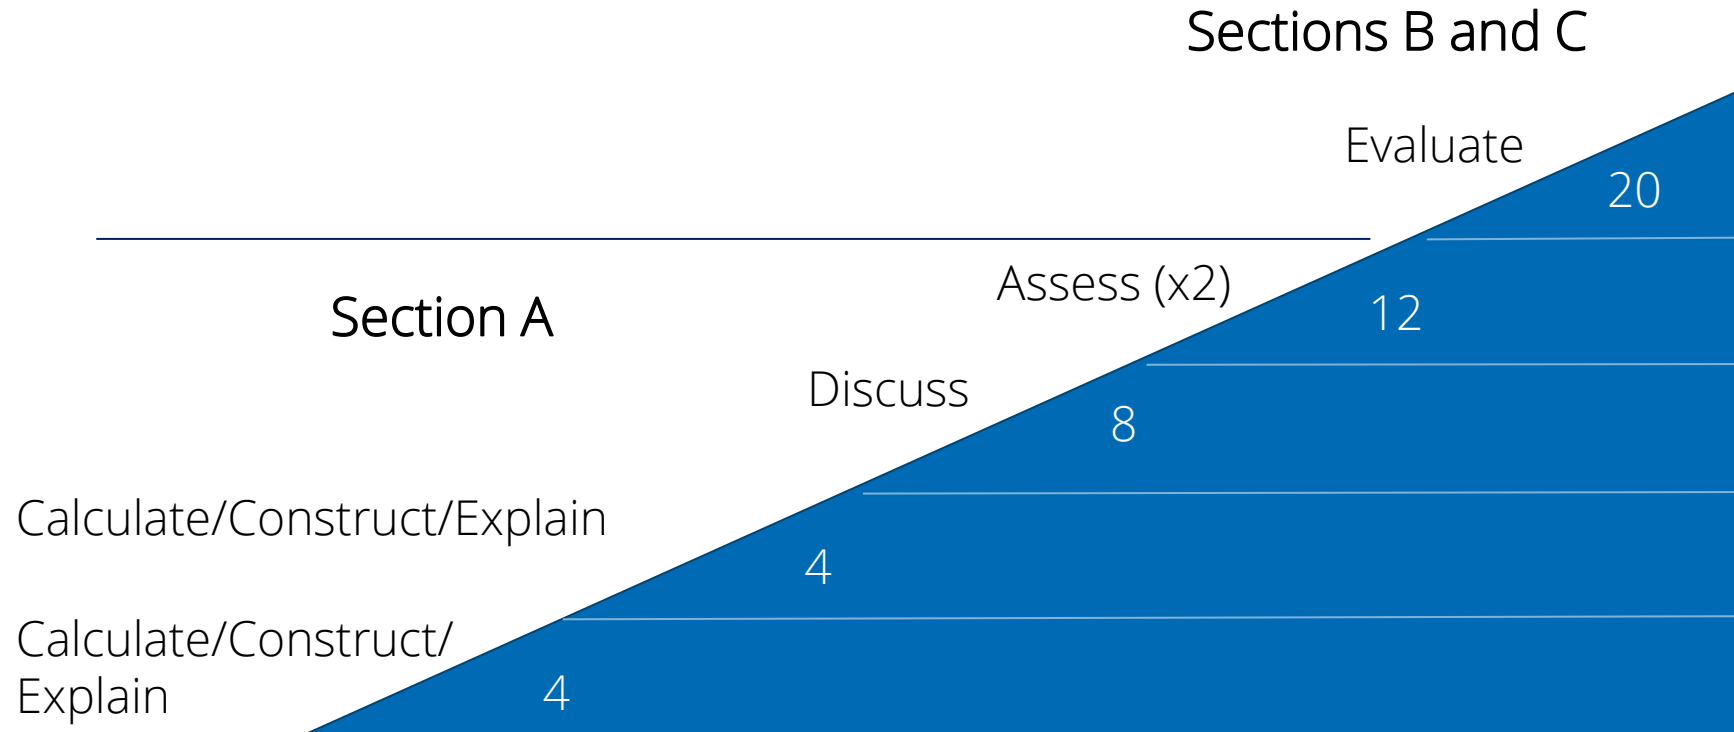 Sections B and C
Evaluate
20
Assess (x2)
12
Section A
Discuss
8
Calculate/Construct/Explain
4
Calculate/Construct/
Explain
4